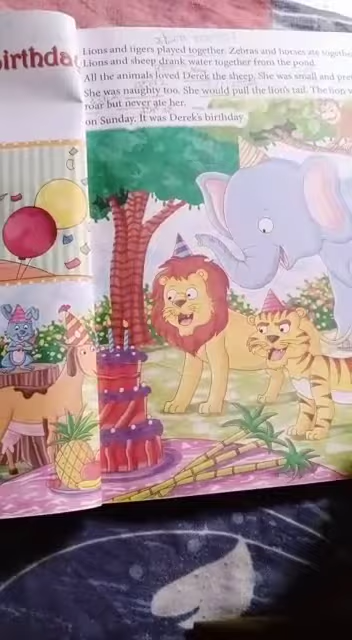 Birthda
Lions and tigers played together. Zebras and horses ate togethe
Lions and sheep drank water together from the pond.
All the animals loved Derek the sheep. She was small and pre
She was naughty too. She would pull the lion's tail. The lion w
roar but never ate her.
on Sunday. It was Derek's birthday